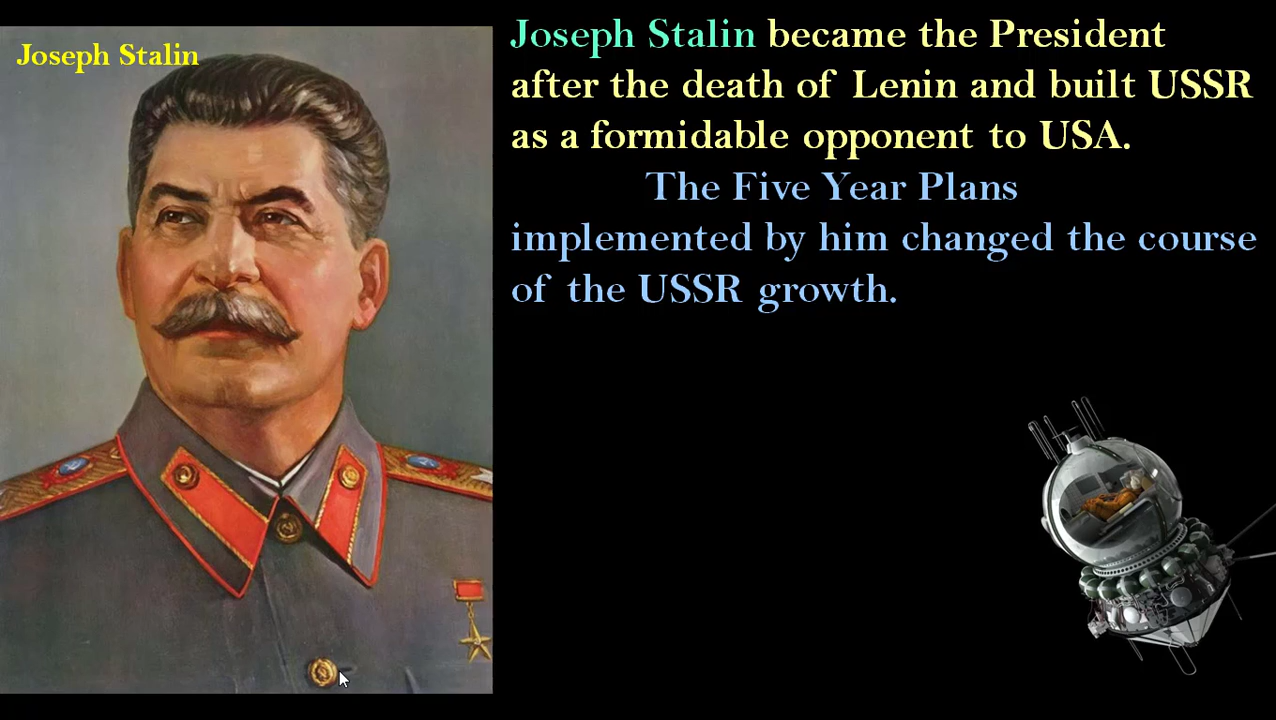 Joseph Stalin
Joseph Stalin became the President
after the death of Lenin and built USSR
as a formidable opponent to USA.
The Five Year Plans
implemented by him changed the course
of the USSR growth.